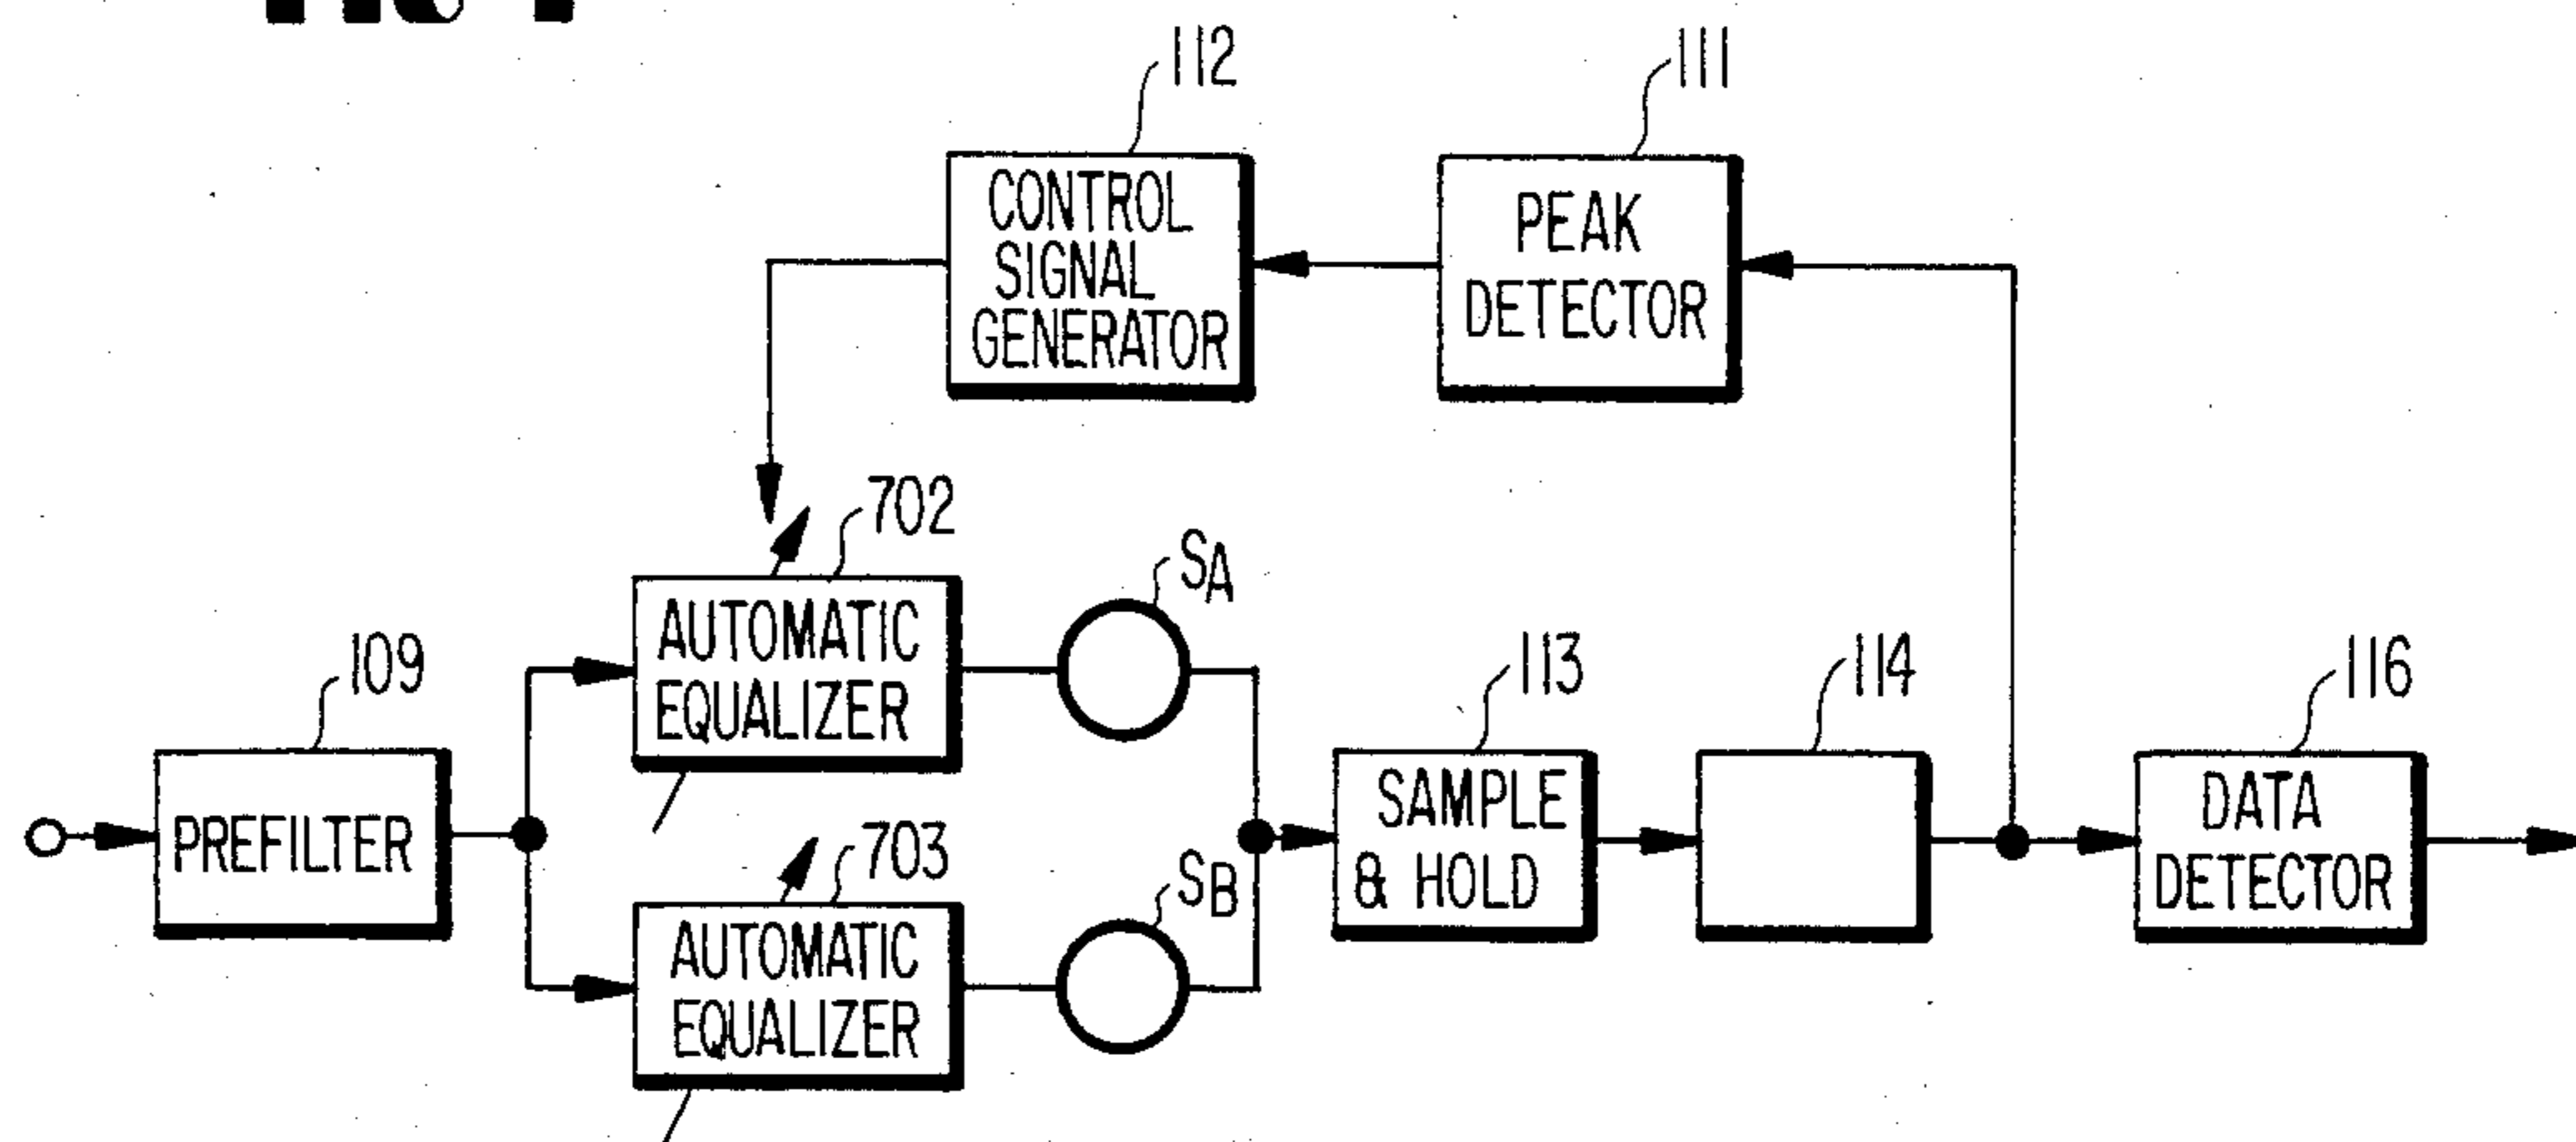 112
111
CONTROL
SIGNAL
GENERATOR
PEAK
DETECTOR
702
SA
109
AUTOMATIC
EQUALIZER
113
114
116
PREFILTER
703
SB
SAMPLE
& HOLD
DATA
DETECTOR
AUTOMATIC
EQUALIZER